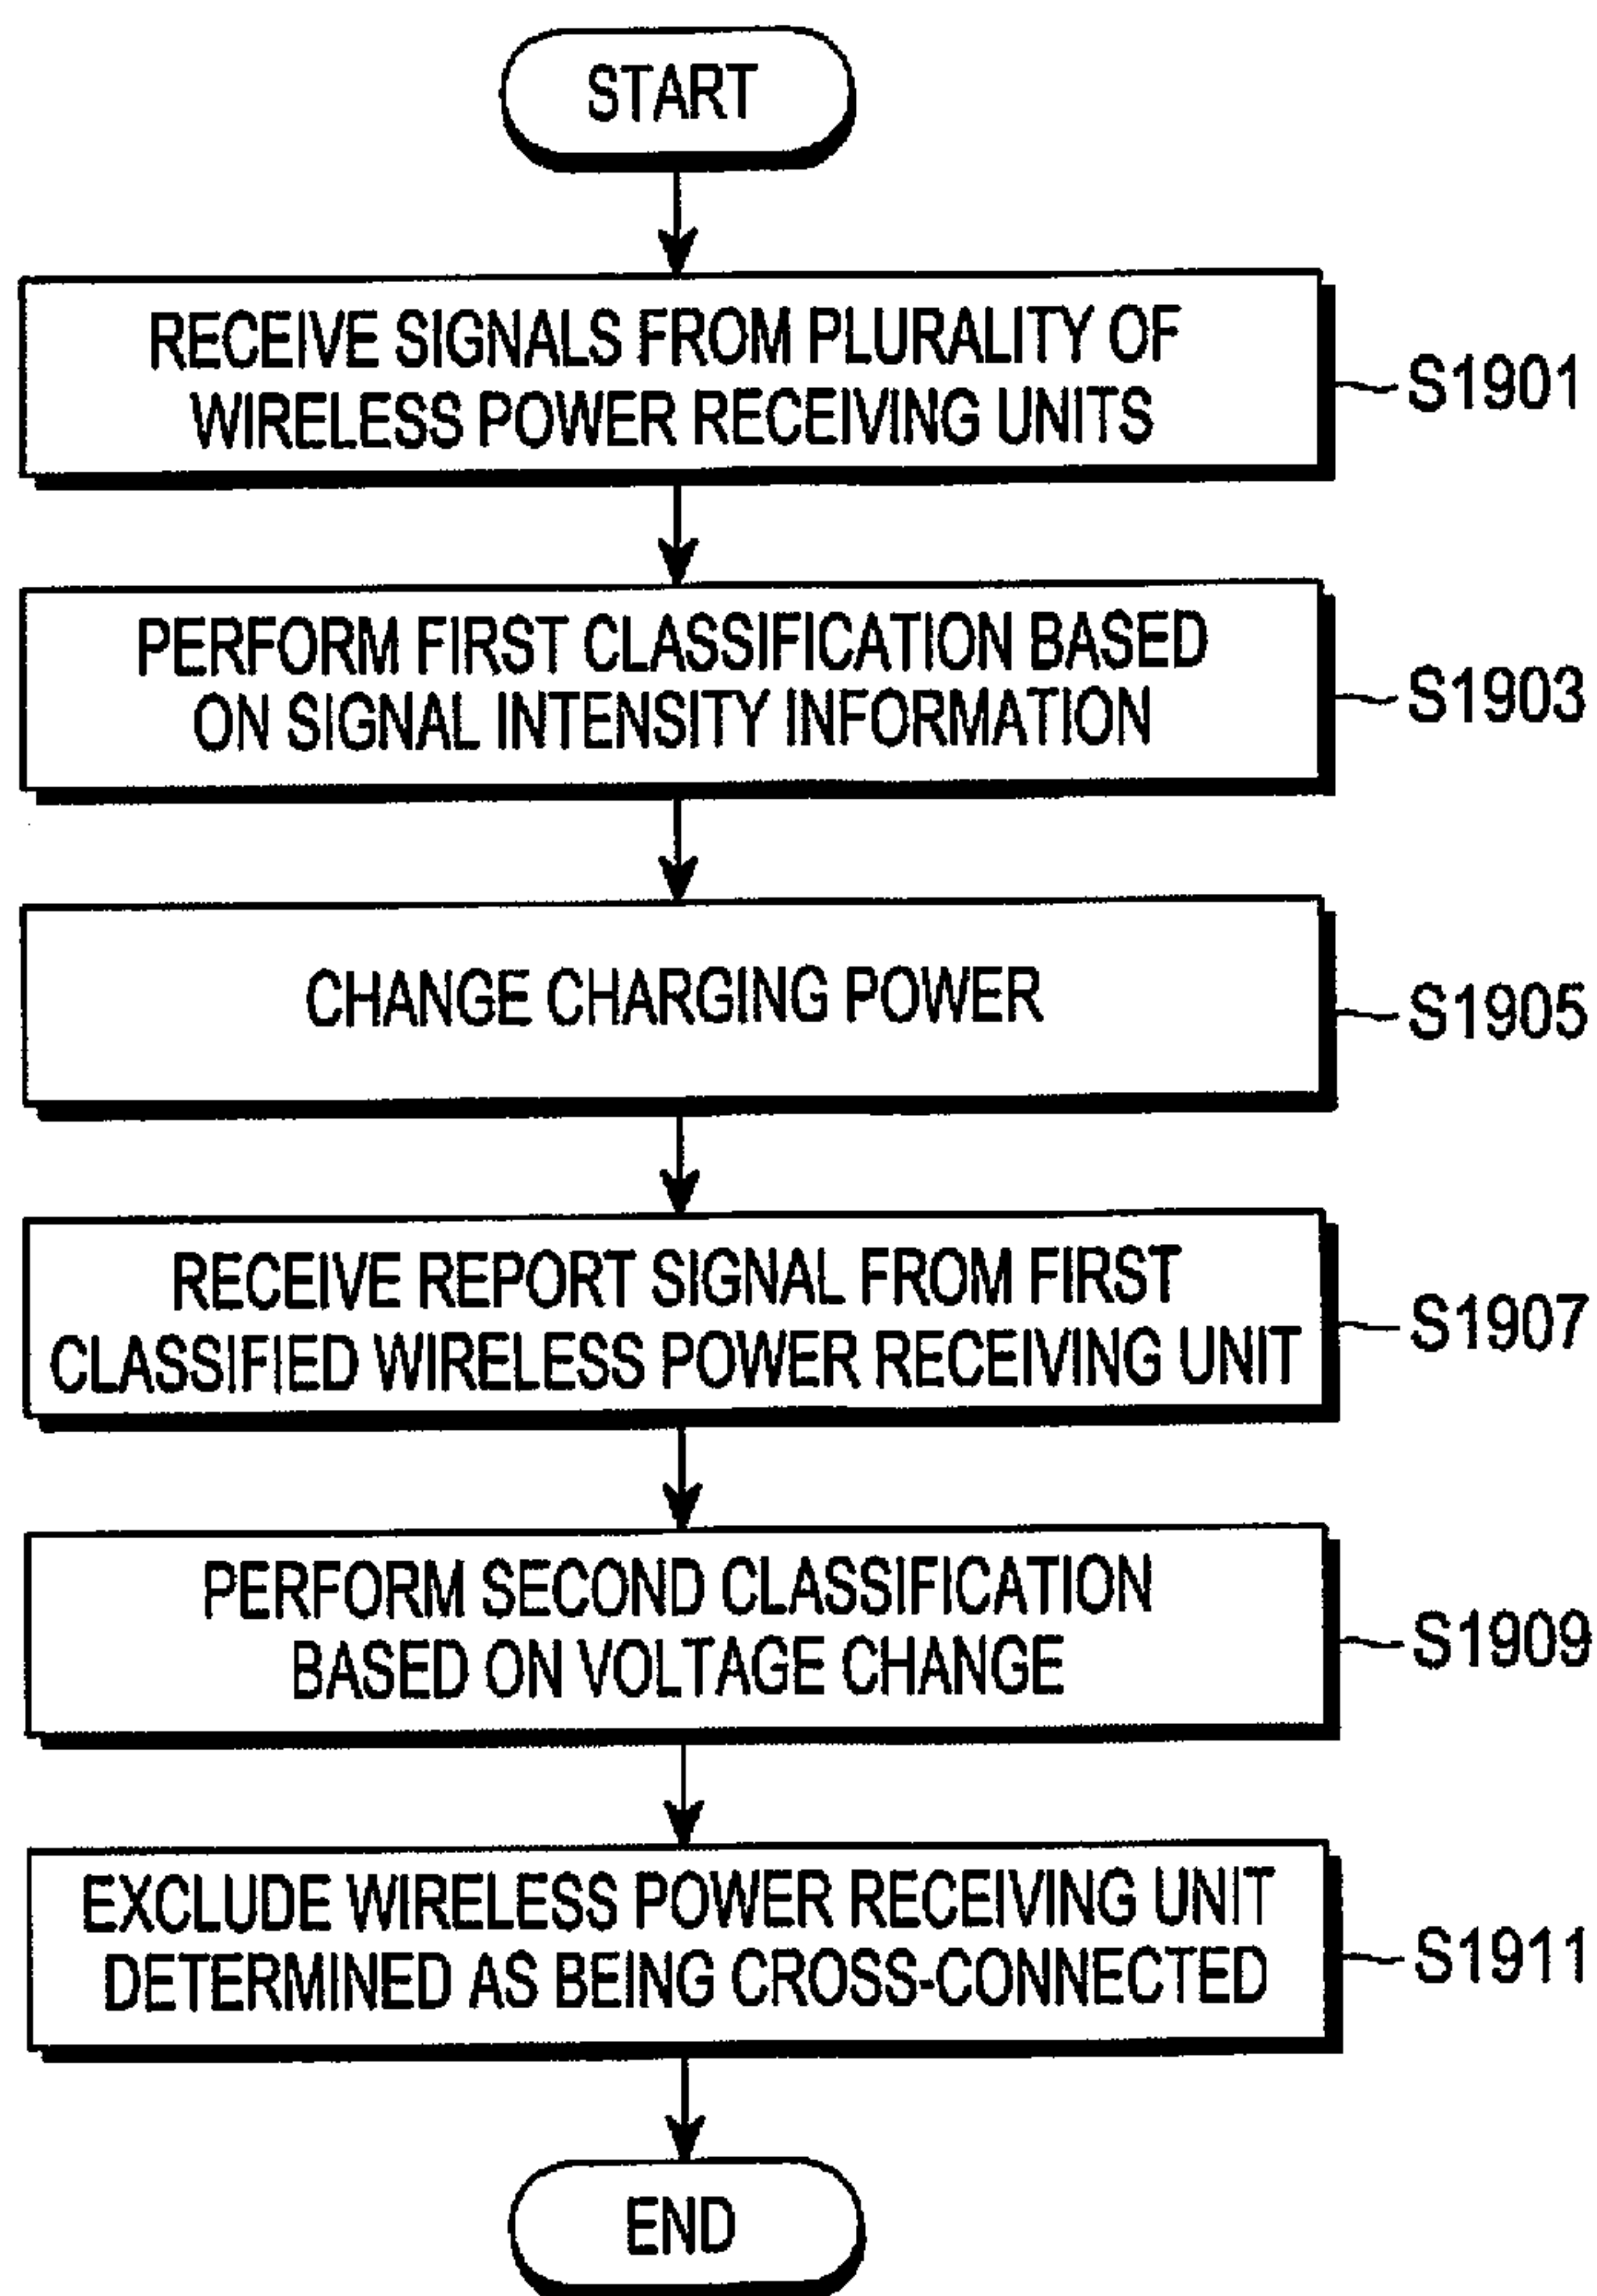 START
RECEIVE SIGNALS FROM PLURALITY OF
WIRELESS POWER RECEIVING UNITS
S1901
PERFORM FIRST CLASSIFICATION BASED
ON SIGNAL INTENSITY INFORMATION
S1903
CHANGE CHARGING POWER
S1905
RECEIVE REPORT SIGNAL FROM FIRST
CLASSIFIED WIRELESS POWER RECEIVING UNIT
S1907
PERFORM SECOND CLASSIFICATION
BASED ON VOLTAGE CHANGE
S1909
EXCLUDE WIRELESS POWER RECEIVING UNIT
DETERMINED AS BEING CROSS-CONNECTED
S1911
END